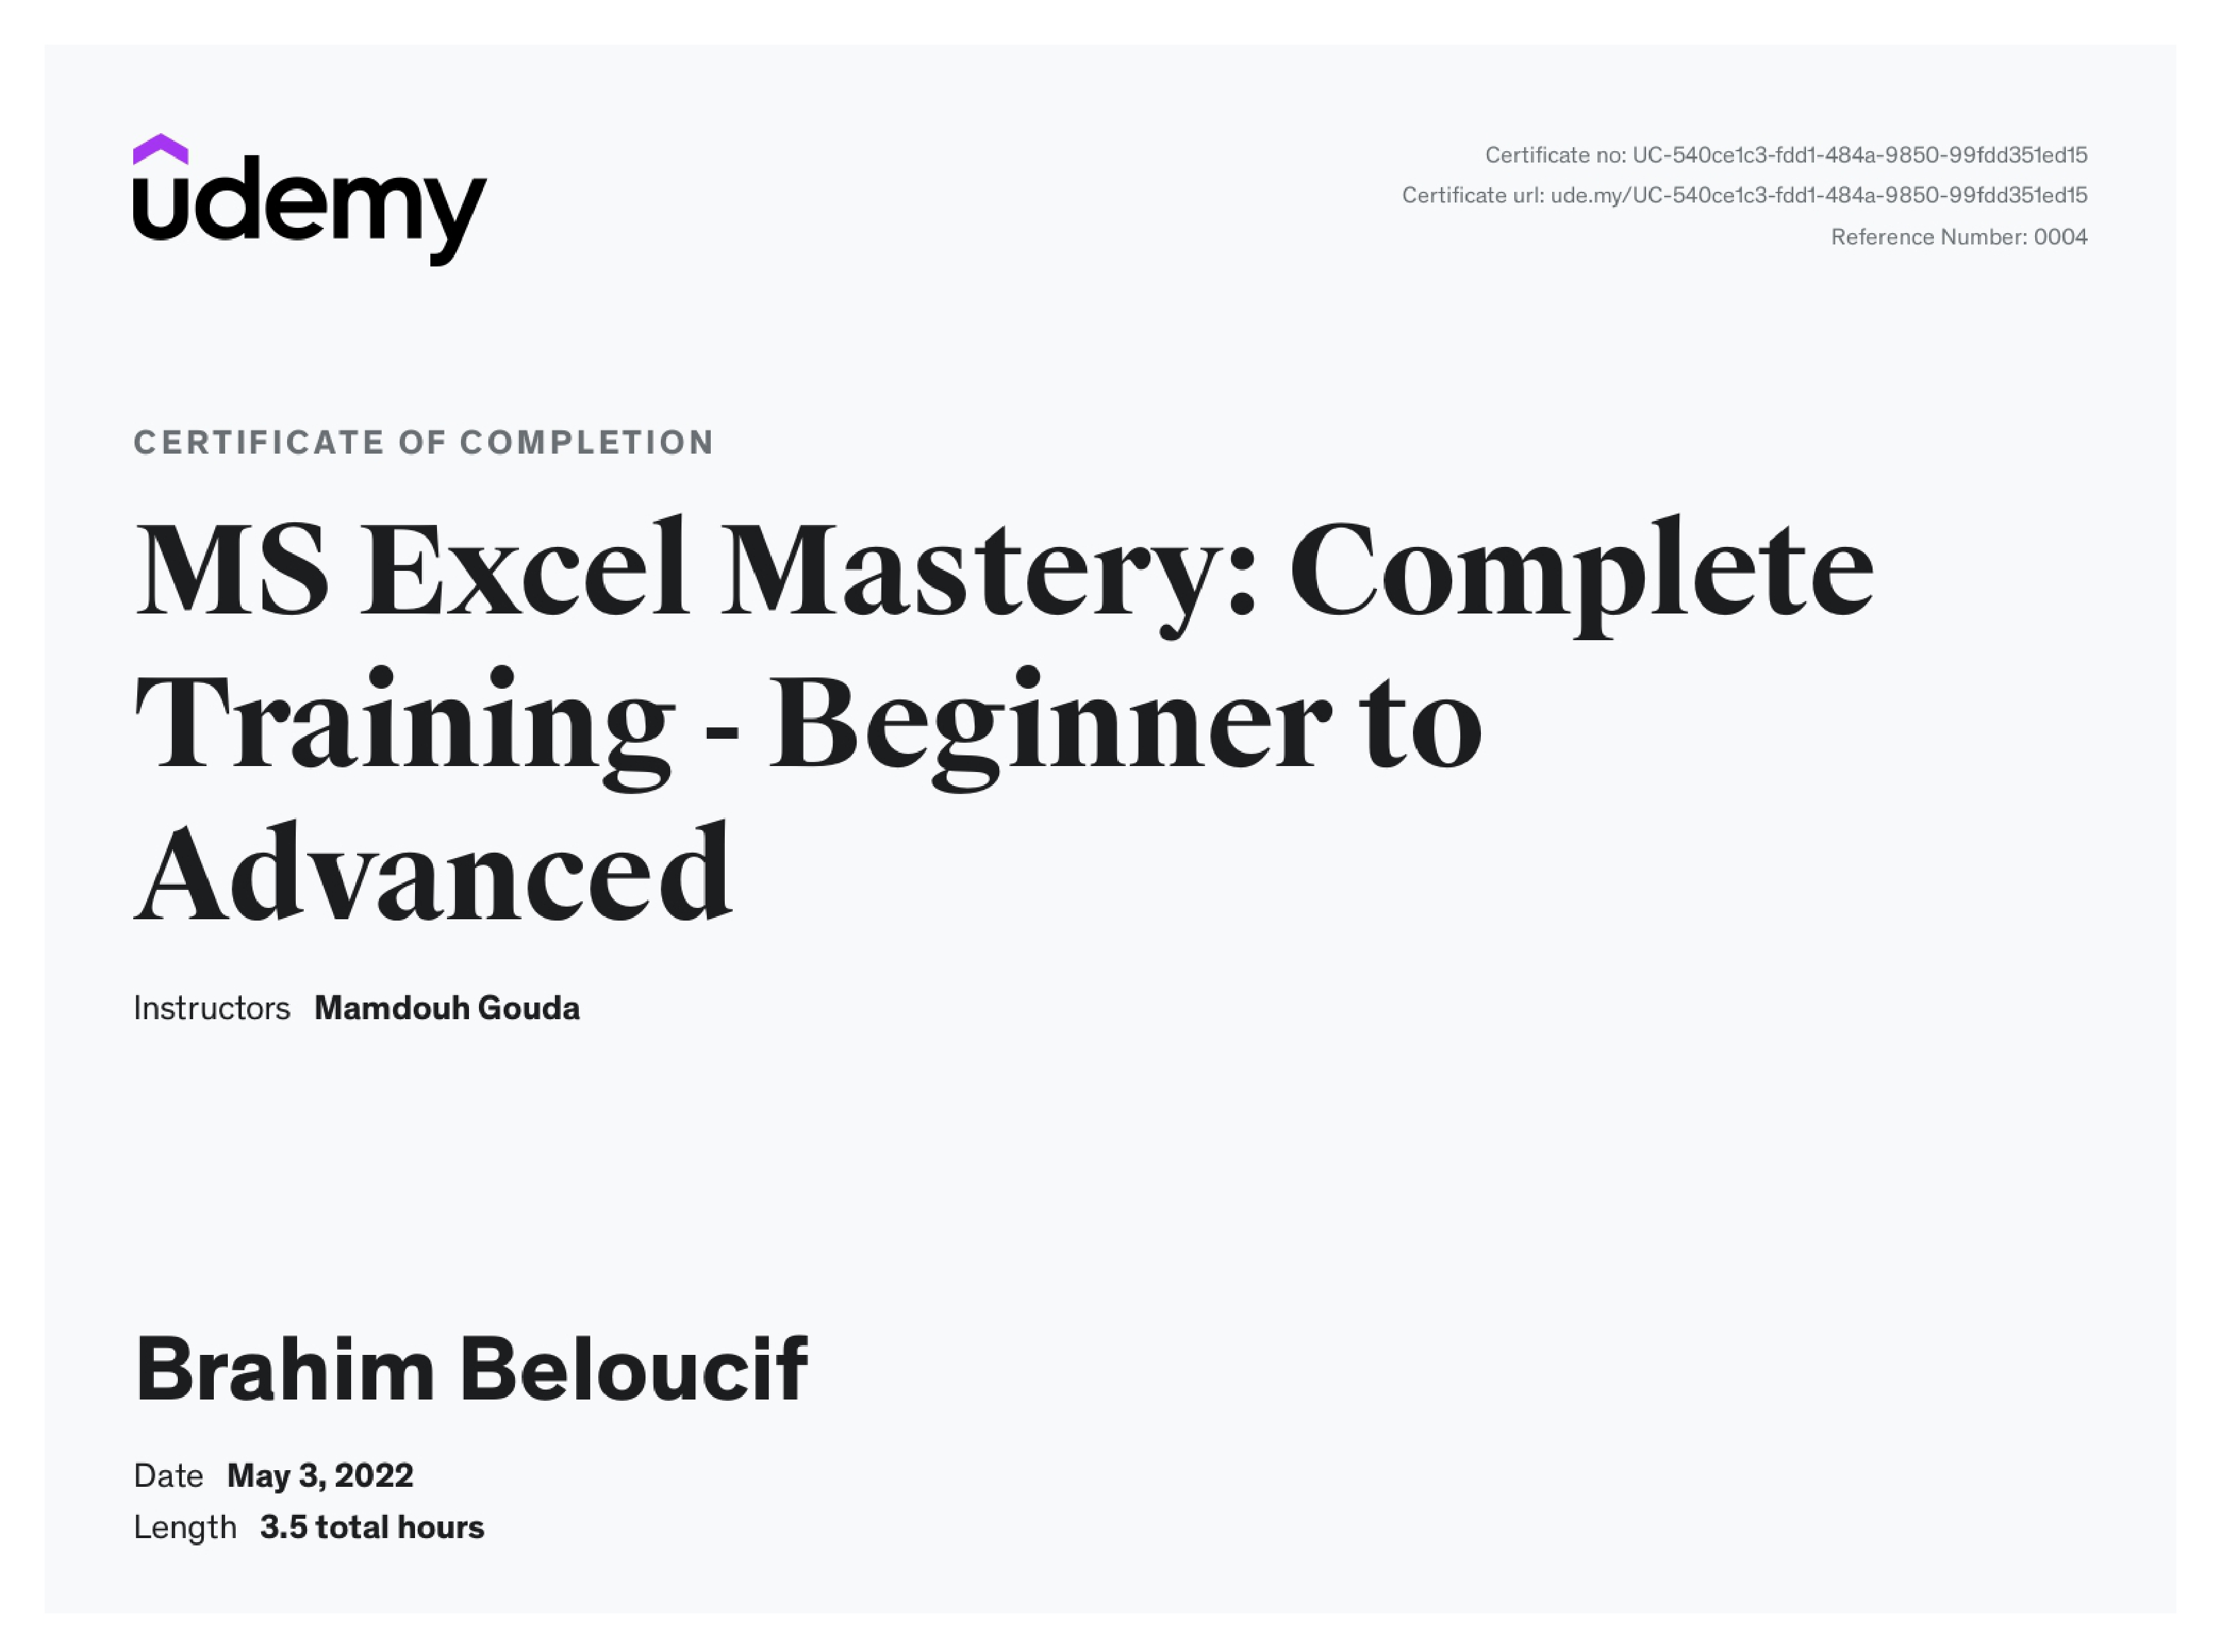 udemy
Certificate no: UC-540ce1c3-fdd1-484a-9850-99fdd351ed15
Certificate url: ude.my/UC-540ce1c3-fdd1-484a-9850-99fdd351ed15
Reference Number: 0004
CERTIFICATE OF COMPLETION
MS Excel Mastery: Complete
Training - Beginner to
Advanced
Instructors Mamdouh Gouda
Brahim Beloucif
Date May 3, 2022
Length 3.5 total hours